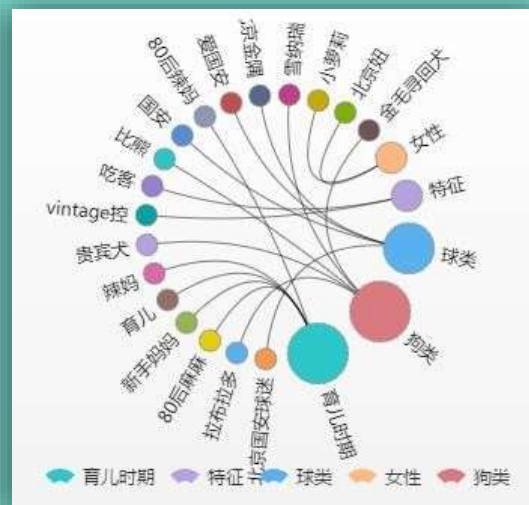 80后辣妈
爱国安
京金隅
雪纳瑞
小萝莉
北京妞
金毛寻回犬
女性
特征
球类
狗类
育儿时期
北京国安球迷
拉布拉多
80后麻麻
新手妈妈
育儿
辣妈
贵宾犬
vintage控
吃客
比熊
国安
育儿时期
特征
球类
女性
狗类